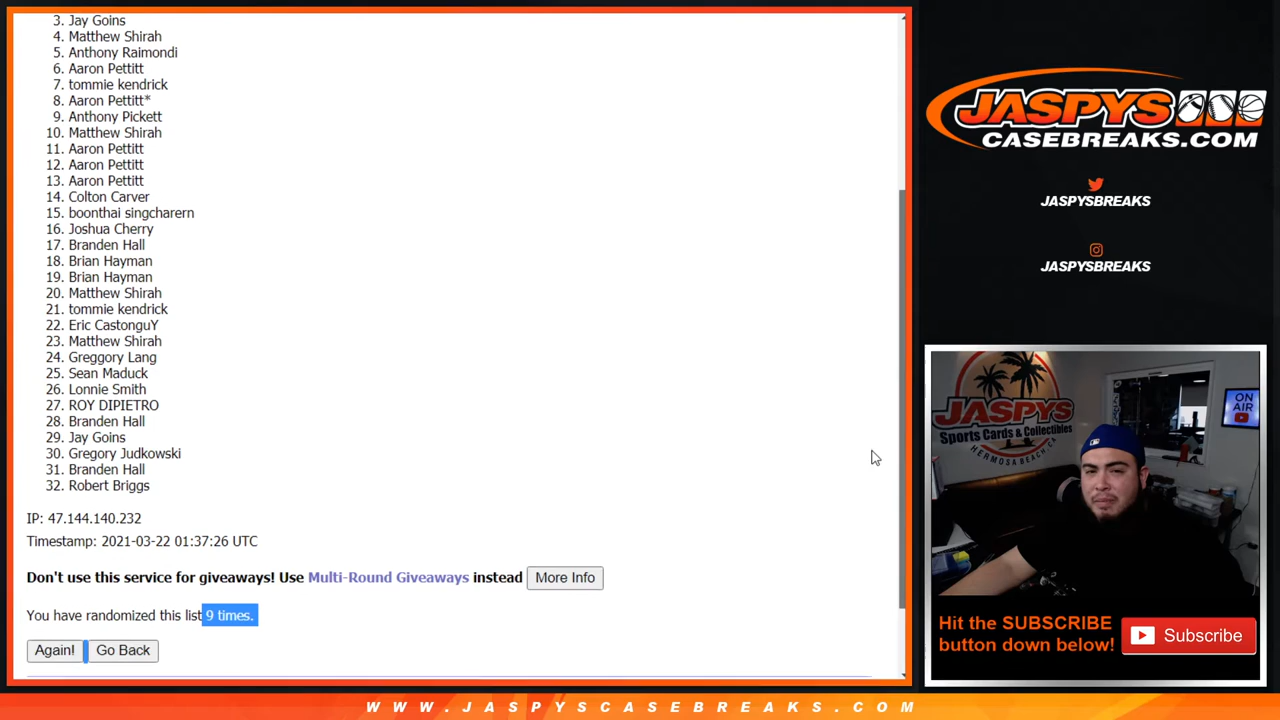 3. Jay Goins
4. Matthew Shirah
5. Anthony Raimondi
6. Aaron Pettitt
7. tommie kendrick
8. Aaron Pettitt*
9. Anthony Pickett
10. Matthew Shirah
11. Aaron Pettitt
12. Aaron Pettitt
13. Aaron Pettitt
14. Colton Carver
15. boonthai singcharern
16. Joshua Cherry
17. Branden Hall
18. Brian Hayman
19. Brian Hayman
20. Matthew Shirah
21. tommie kendrick
22. Eric CastonguY
23. Matthew Shirah
24. Greggory Lang
25. Sean Maduck
26. Lonnie Smith
27. ROY DIPIETRO
28. Branden Hall
29. Jay Goins
30. Gregory Judkowski
31. Branden Hall
32. Robert Briggs
IP: 47.144.140.232
Timestamp: 2021-03-22 01:37:26 UTC
Don't use this service for giveaways! Use Multi-Round Giveaways instead More Info
You have randomized this list 9 times.
Again! Go Back
JASPYS
CASEBREAKS.COM
JASPYSBREAKS
JASPYSBREAKS
JASPYS
Sports Cards & Collectibles
HERMOSA BEACH, CA
ON
AIR
Hit the SUBSCRIBE
button down below!
Subscribe
WWW.JASPYSCASEBREAKS.COM